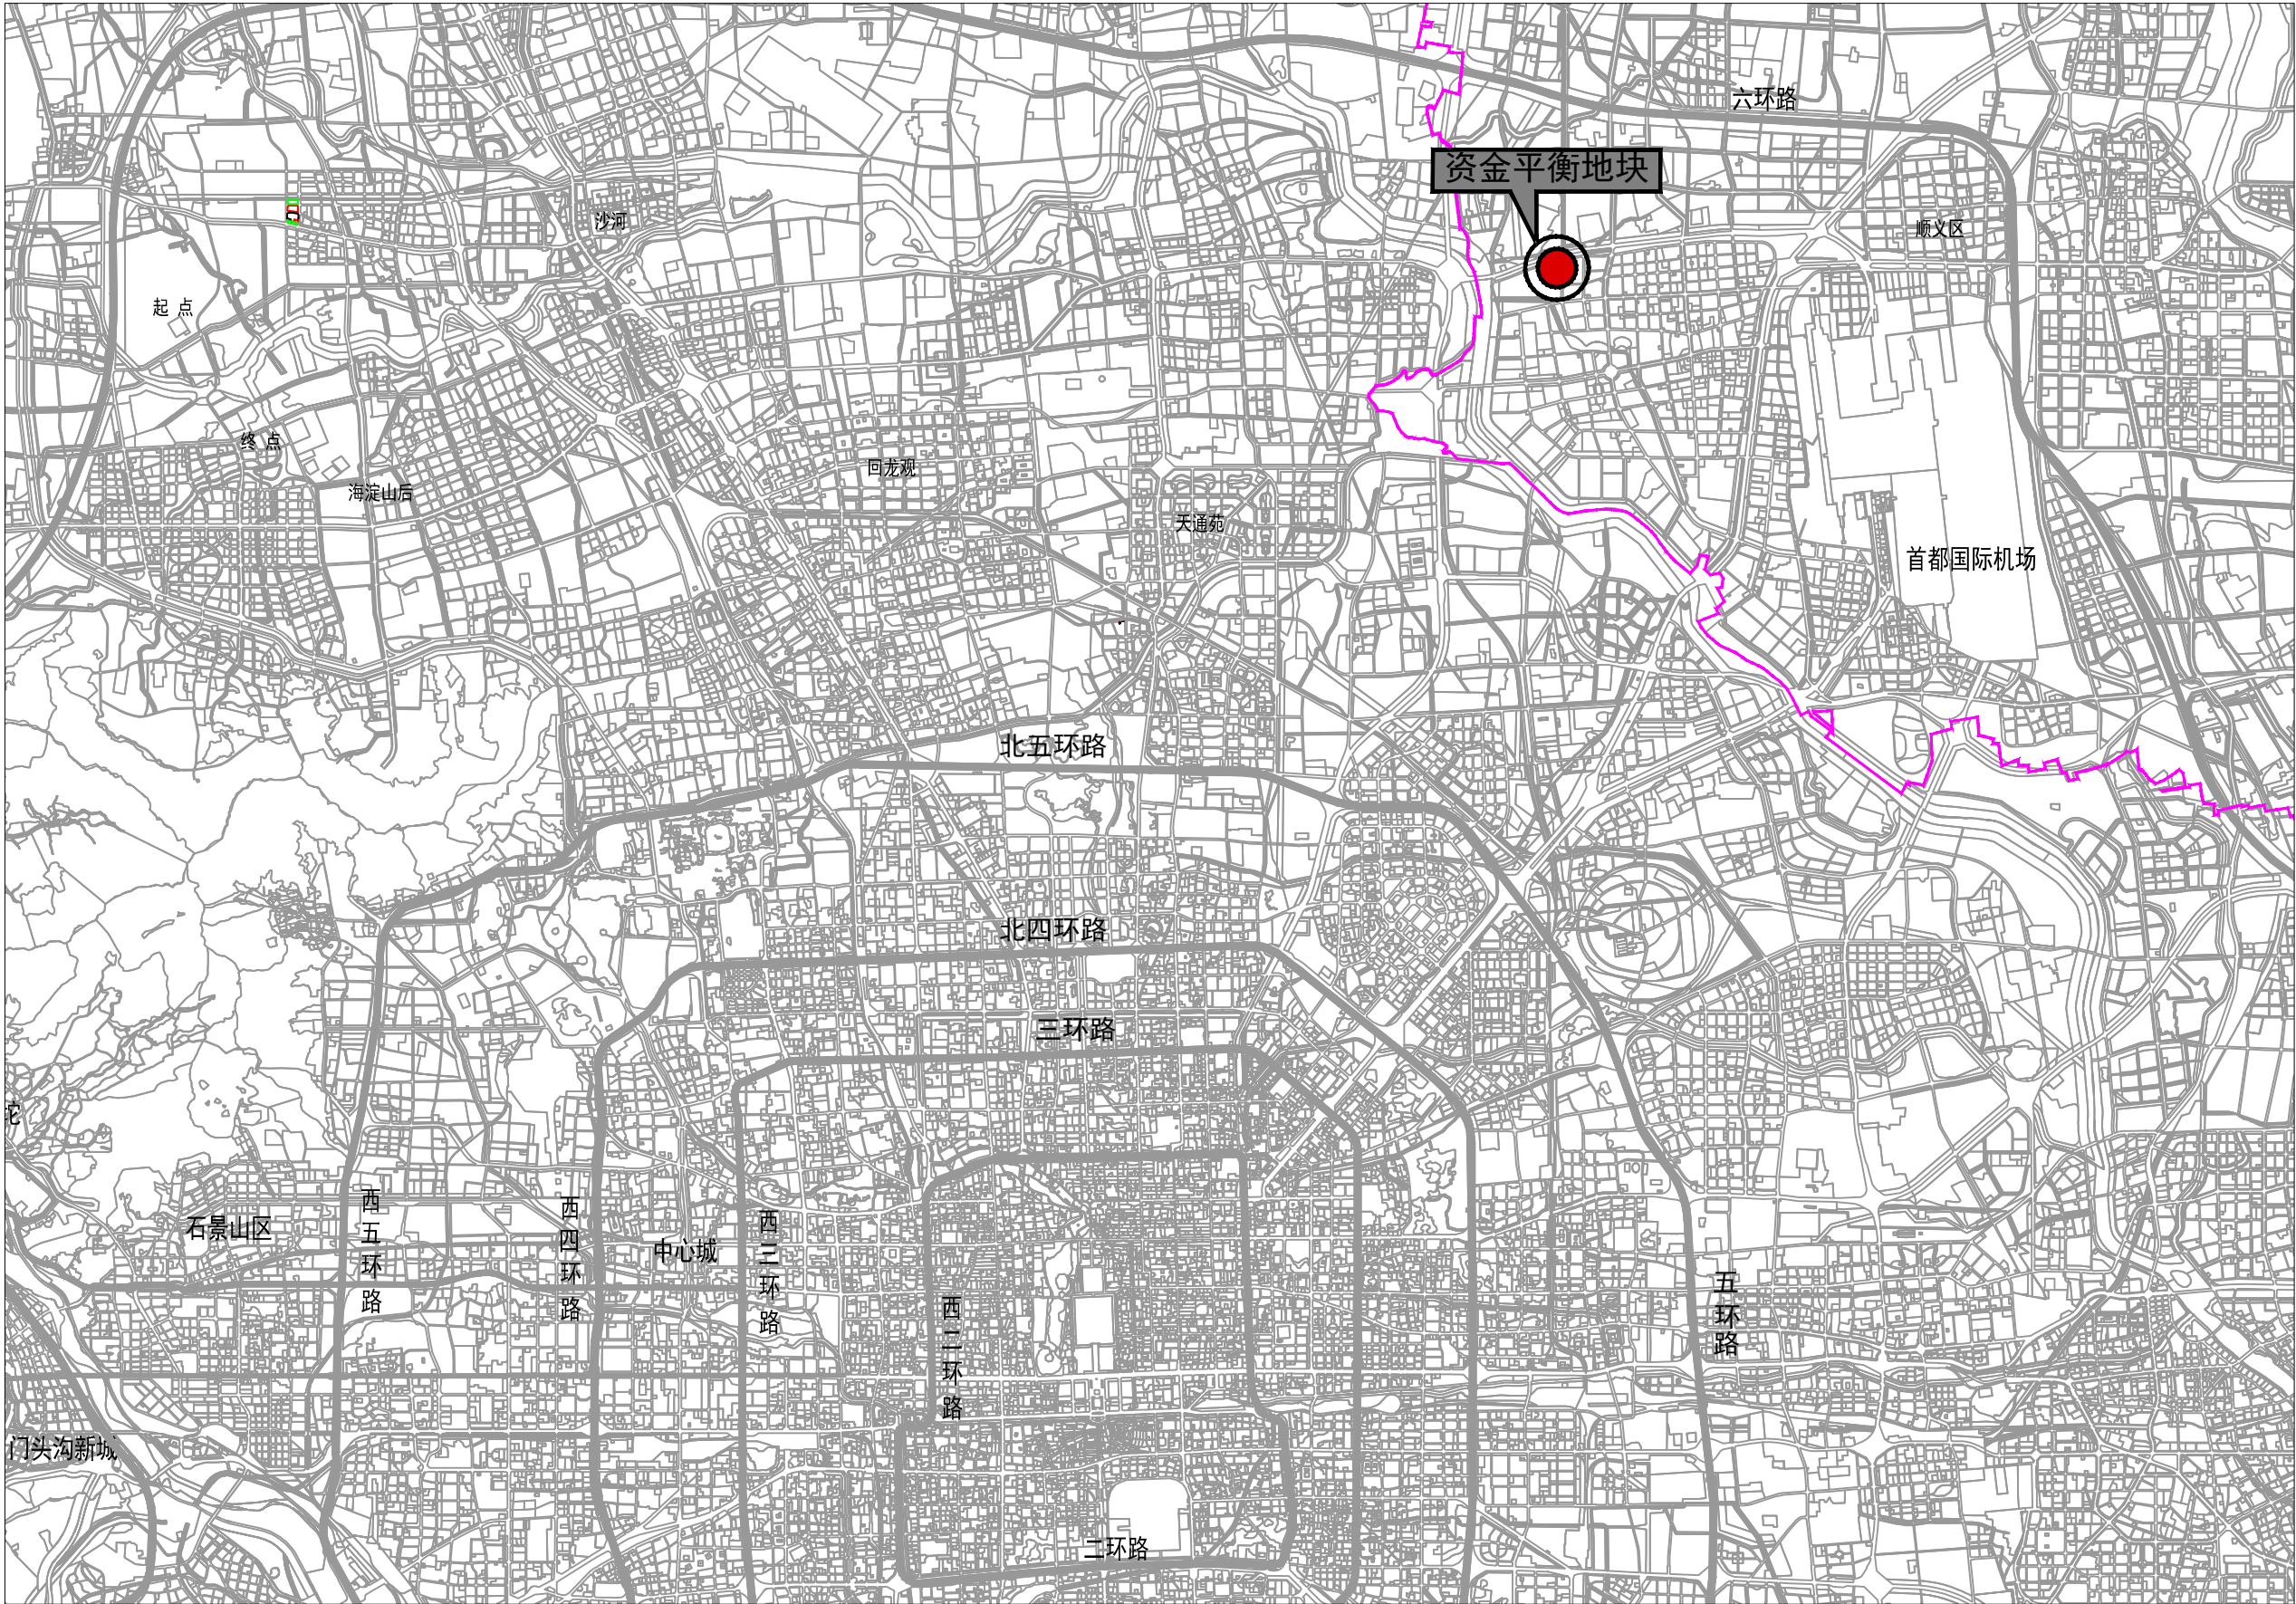 六环路
资金平衡地块
沙河
顺义区
起 点
终 点
回龙观
海淀山后
天通苑
首都国际机场
北五环路
北四环路
三环路
西五环路
西四环路
西三环路
石景山区
中心城
西二环路
五环路
门头沟新城
二环路